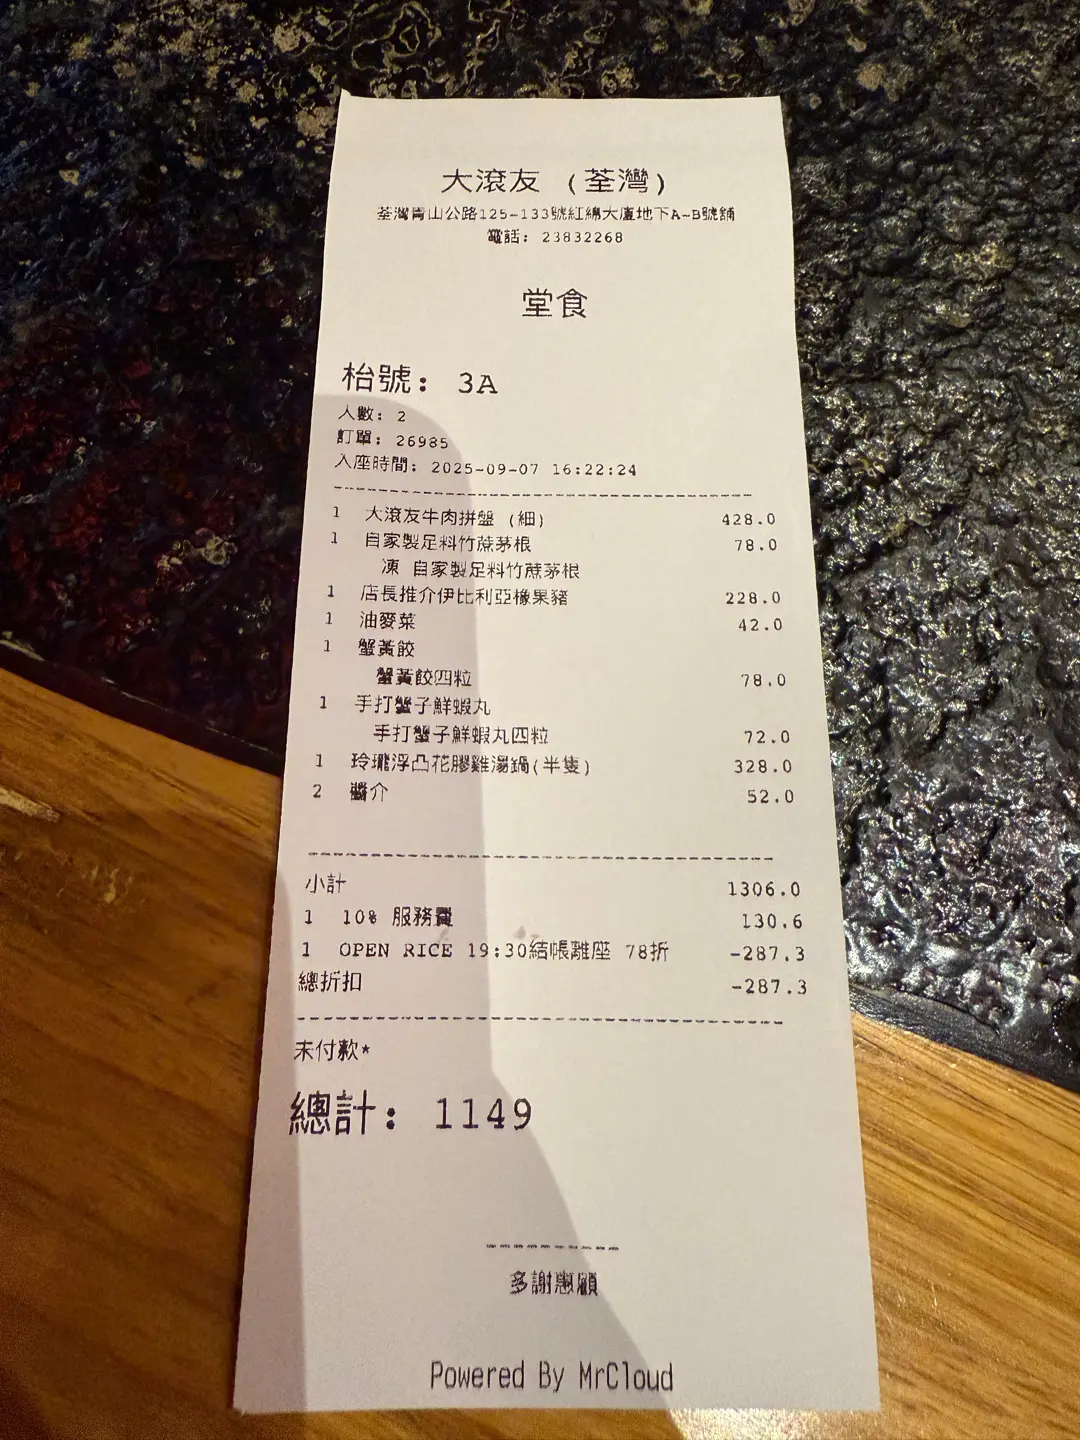 大滾友 (荃灣)
荃灣青山公路125-133號紅綿大廈地下A-B號舖
電話: 23832268
堂食
枱號: 3A
人數: 2
訂單: 26985
入座時間: 2025-09-07 16:22:24
1 大滾友牛肉拼盤 (細) 428.0
1 自家製足料竹蔗茅根 78.0
凍 自家製足料竹蔗茅根
1 店長推介伊比利亞橡果豬 228.0
1 油麥菜 42.0
1 蟹黃餃
蟹黃餃四粒 78.0
1 手打蟹子鮮蝦丸
手打蟹子鮮蝦丸四粒 72.0
1 玲瓏浮凸花膠雞湯鍋(半隻) 328.0
2 醬介 52.0
小計 1306.0
1 10% 服務費 130.6
1 OPEN RICE 19:30結帳離座 78折 -287.3
總折扣 -287.3
未付款*
總計: 1149
多謝惠顧
Powered By MrCloud